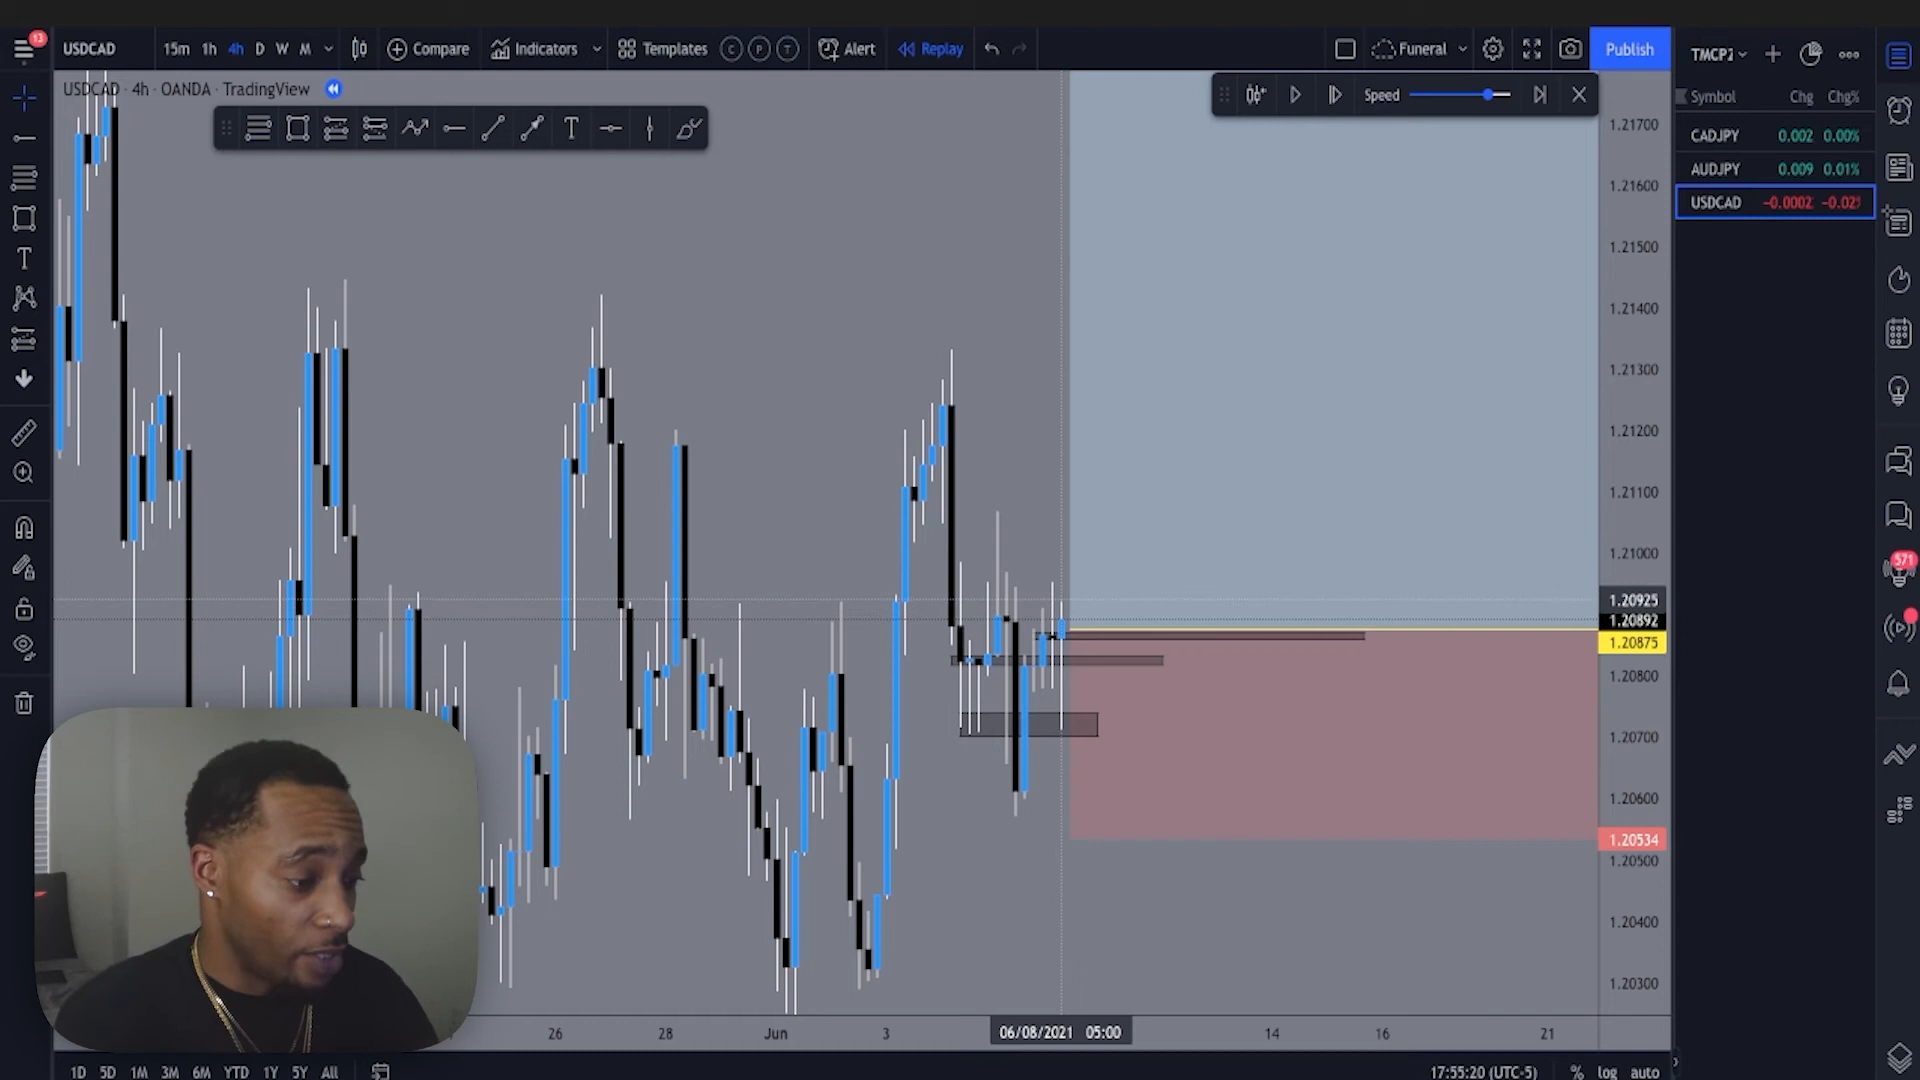 13
USDCAD 15m 1h 4h D W M Compare Indicators Templates C P T Alert Replay Funeral Publish
TMCP2
USDCAD · 4h · OANDA · TradingView
Speed
Symbol Chg Chg%
CADJPY 0.002 0.00%
AUDJPY 0.009 0.01%
USDCAD −0.0002 −0.02
1.21700
1.21600
1.21500
1.21400
1.21300
1.21200
1.21100
1.21000
1.20925
1.20892
1.20875
1.20800
1.20700
1.20600
1.20534
1.20500
1.20400
1.20300
571
26 28 Jun 3 06/08/2021 05:00 14 16 21
1D 5D 1M 3M 6M YTD 1Y 5Y All 17:55:20 (UTC-5) % log auto